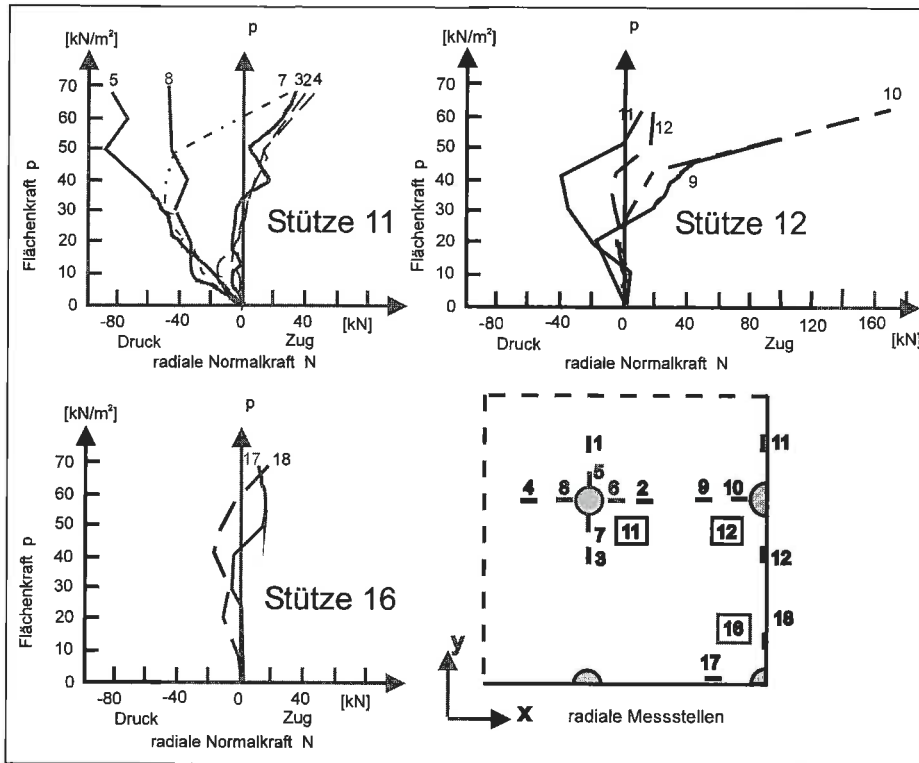 p
[kN/m²]
5 8 7 3 2 4
70
60
50
40
30
20
10
0
Flächenkraft p
Stütze 11
-80 -40 0 40 [kN]
Druck Zug
radiale Normalkraft N
p
[kN/m²]
11 12 10
9
70
60
50
40
30
20
10
0
Flächenkraft p
Stütze 12
-80 -40 0 40 80 120 160
Druck Zug [kN]
radiale Normalkraft N
p
[kN/m²]
17 18
70
60
50
40
30
20
10
0
Flächenkraft p
Stütze 16
-80 -40 0 40 [kN]
Druck Zug
radiale Normalkraft N
1 11
5
4 8 6 2 9 10
7 11 12
3 12
16 18
17
y
x radiale Messstellen